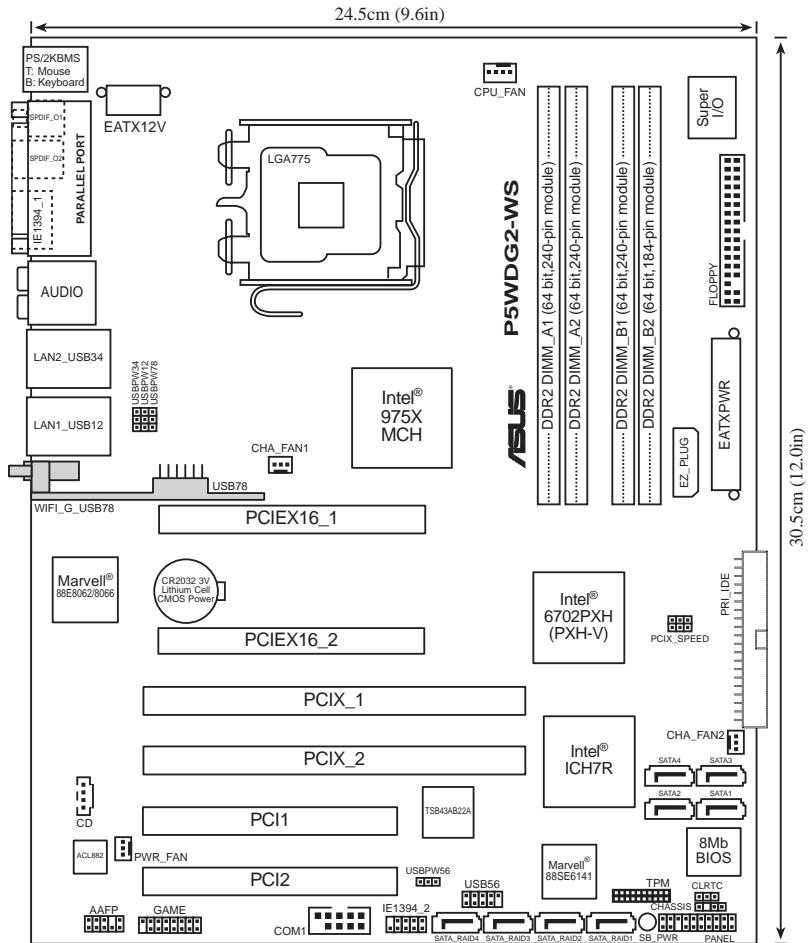 24.5cm (9.6in)
30.5cm (12.0in)
PS/2KBMS
T: Mouse
B: Keyboard
EATX12V
CPU_FAN
Super
I/O
SPDIF_O1
SPDIF_O2
IE1394_1
PARALLEL PORT
LGA775
P5WDG2-WS
ASUS®
DDR2 DIMM_A1 (64 bit,240-pin module)
DDR2 DIMM_A2 (64 bit,240-pin module)
DDR2 DIMM_B1 (64 bit,240-pin module)
DDR2 DIMM_B2 (64 bit,184-pin module)
FLOPPY
AUDIO
LAN2_USB34
LAN1_USB12
USBPW34
USBPW12
USBPW78
Intel®
975X
MCH
EZ_PLUG
EATXPWR
CHA_FAN1
USB78
WIFI_G_USB78
PCIEX16_1
Marvell®
88E8062/8066
CR2032 3V
Lithium Cell
CMOS Power
Intel®
6702PXH
(PXH-V)
PCIX_SPEED
PRI_IDE
PCIEX16_2
PCIX_1
PCIX_2
Intel®
ICH7R
CHA_FAN2
SATA4
SATA3
SATA2
SATA1
CD
PCI1
TSB43AB22A
ACL882
PWR_FAN
PCI2
USBPW56
Marvell®
88SE6141
8Mb
BIOS
USB56
TPM
CLRTC
CHASSIS
AAFP
GAME
COM1
IE1394_2
SATA_RAID4
SATA_RAID3
SATA_RAID2
SATA_RAID1
SB_PWR
PANEL